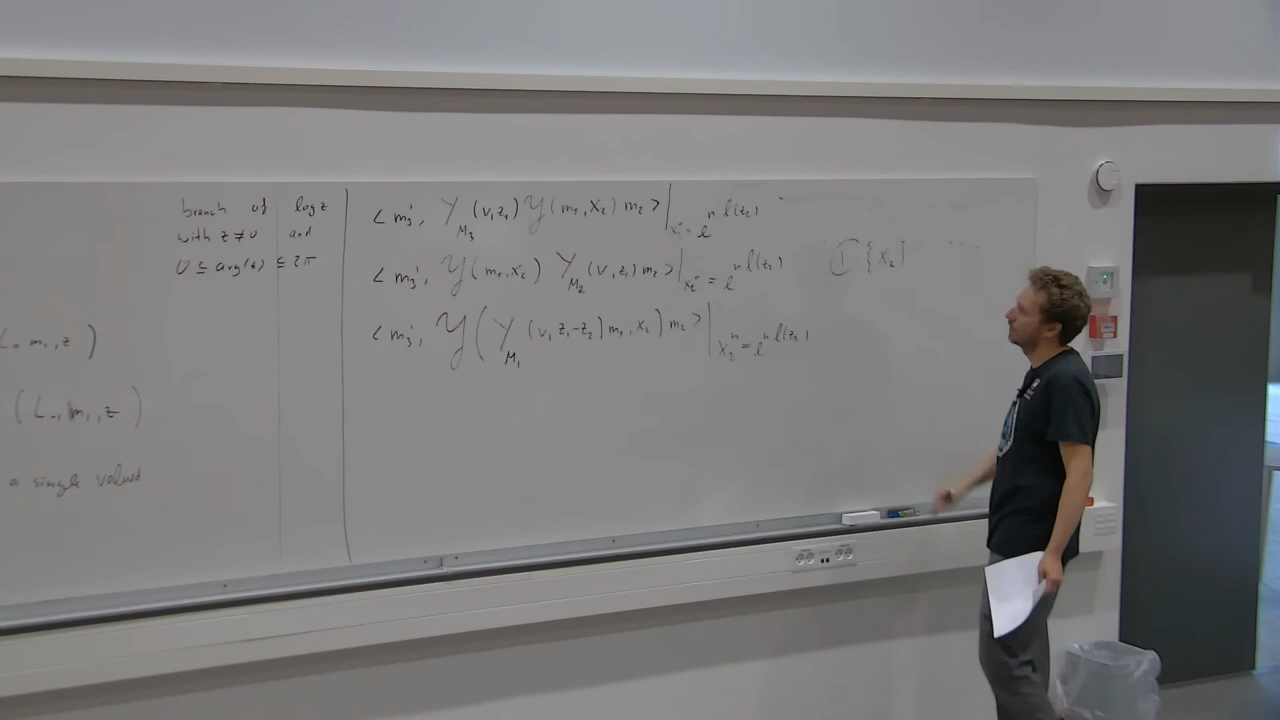 L₀ m₁, z )
( L₋₁ m₁, z )
a single valued
branch of log z
with z ≠ 0 and
0 ≤ arg(z) ≤ 2π
< m₃', Y_{M₃} (v, z₁) 𝒴 (m₁, x₂) m₂ > |_{x₂ⁿ = e^{n l(z₂)}}
< m₃', 𝒴 (m₁, x₂) Y_{M₂} (v, z₁) m₂ > |_{x₂ⁿ = e^{n l(z₂)}}
< m₃', 𝒴 ( Y_{M₁} (v, z₁-z₂) m₁, x₂ ) m₂ > |_{x₂ⁿ = e^{n l(z₂)}}
ℂ {x₂}